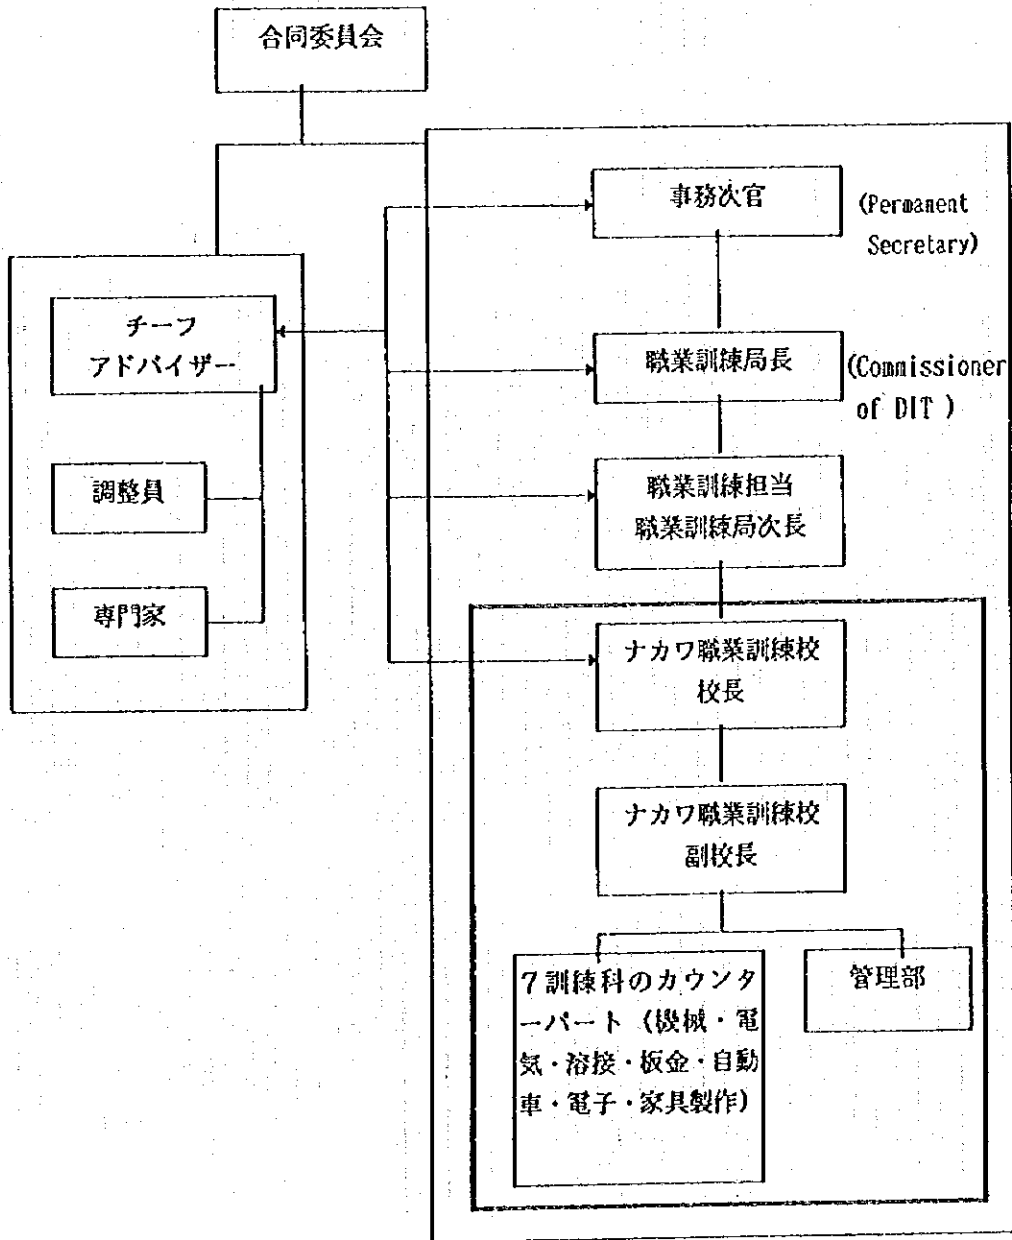 合同委員会
事務次官
(Permanent
Secretary)
チーフ
アドバイザー
職業訓練局長
(Commissioner
of DIT )
調整員
職業訓練担当
職業訓練局次長
専門家
ナカワ職業訓練校
校長
ナカワ職業訓練校
副校長
7訓練科のカウンタ
ーパート(機械・電
気・溶接・板金・自動
車・電子・家具製作)
管理部